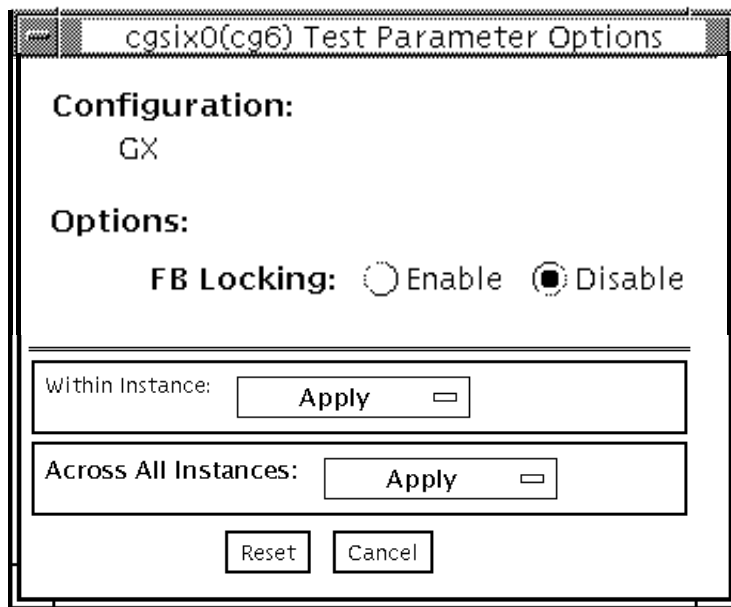 cgsix0(cg6) Test Parameter Options
Configuration:
GX
Options:
FB Locking: Enable Disable
Within Instance: Apply
Across All Instances: Apply
Reset Cancel